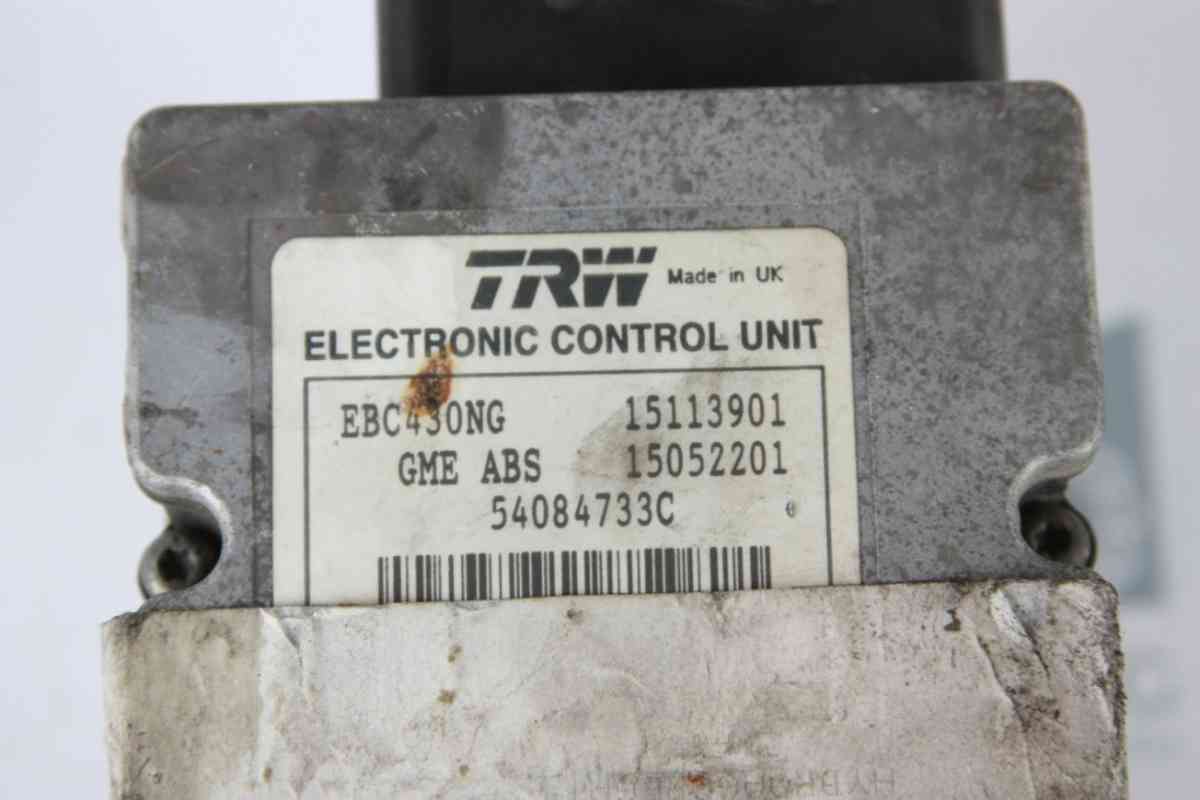 TRW Made in UK
ELECTRONIC CONTROL UNIT
EBC430NG 15113901
GME ABS 15052201
54084733C